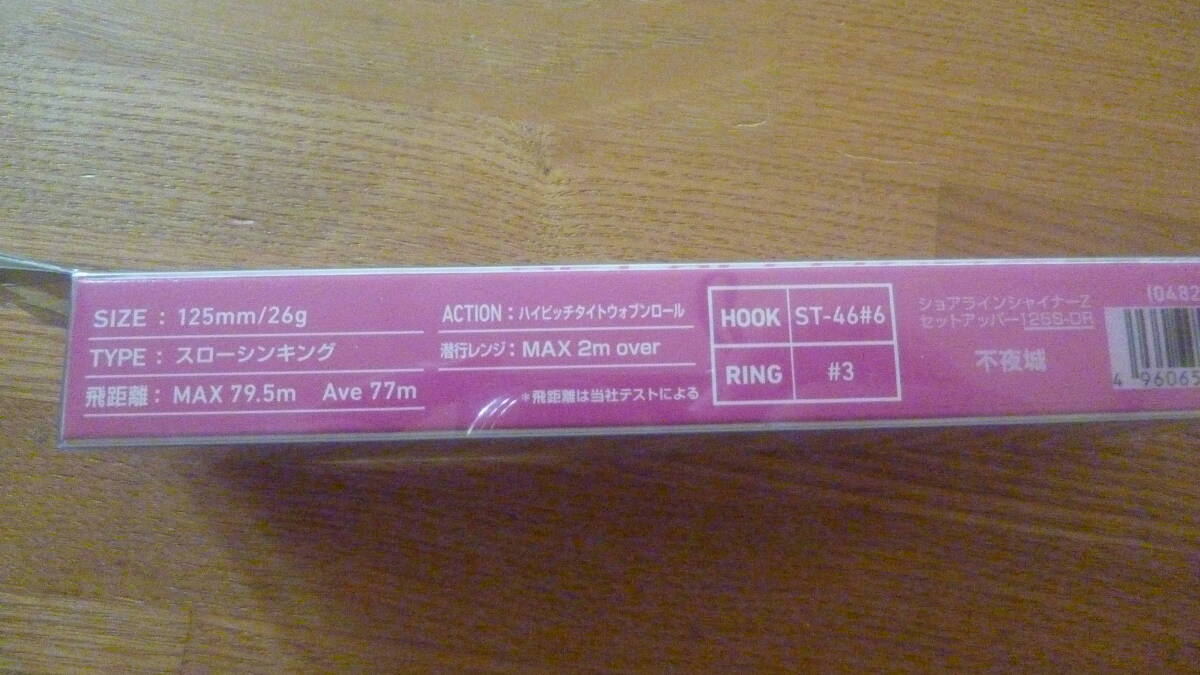 SIZE : 125mm/26g
TYPE : スローシンキング
飛距離 : MAX 79.5m Ave 77m
ACTION : ハイピッチタイトウォブンロール
潜行レンジ : MAX 2m over
*飛距離は当社テストによる
HOOK ST-46#6
RING #3
ショアラインシャイナーZ
セットアッパー125S-DR
不夜城
(0482
4 96065